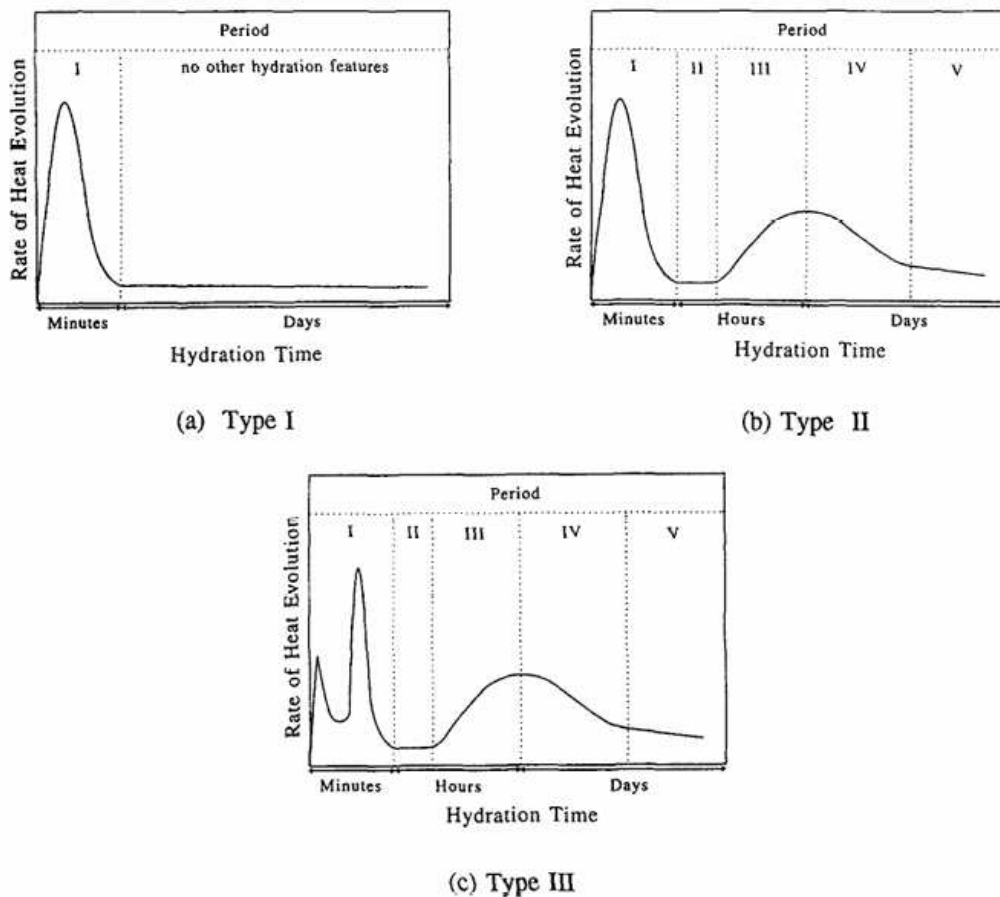 Period
I no other hydration features
Rate of Heat Evolution
Minutes Days
Hydration Time
(a) Type I
Period
I II III IV V
Rate of Heat Evolution
Minutes Hours Days
Hydration Time
(b) Type II
Period
I II III IV V
Rate of Heat Evolution
Minutes Hours Days
Hydration Time
(c) Type III